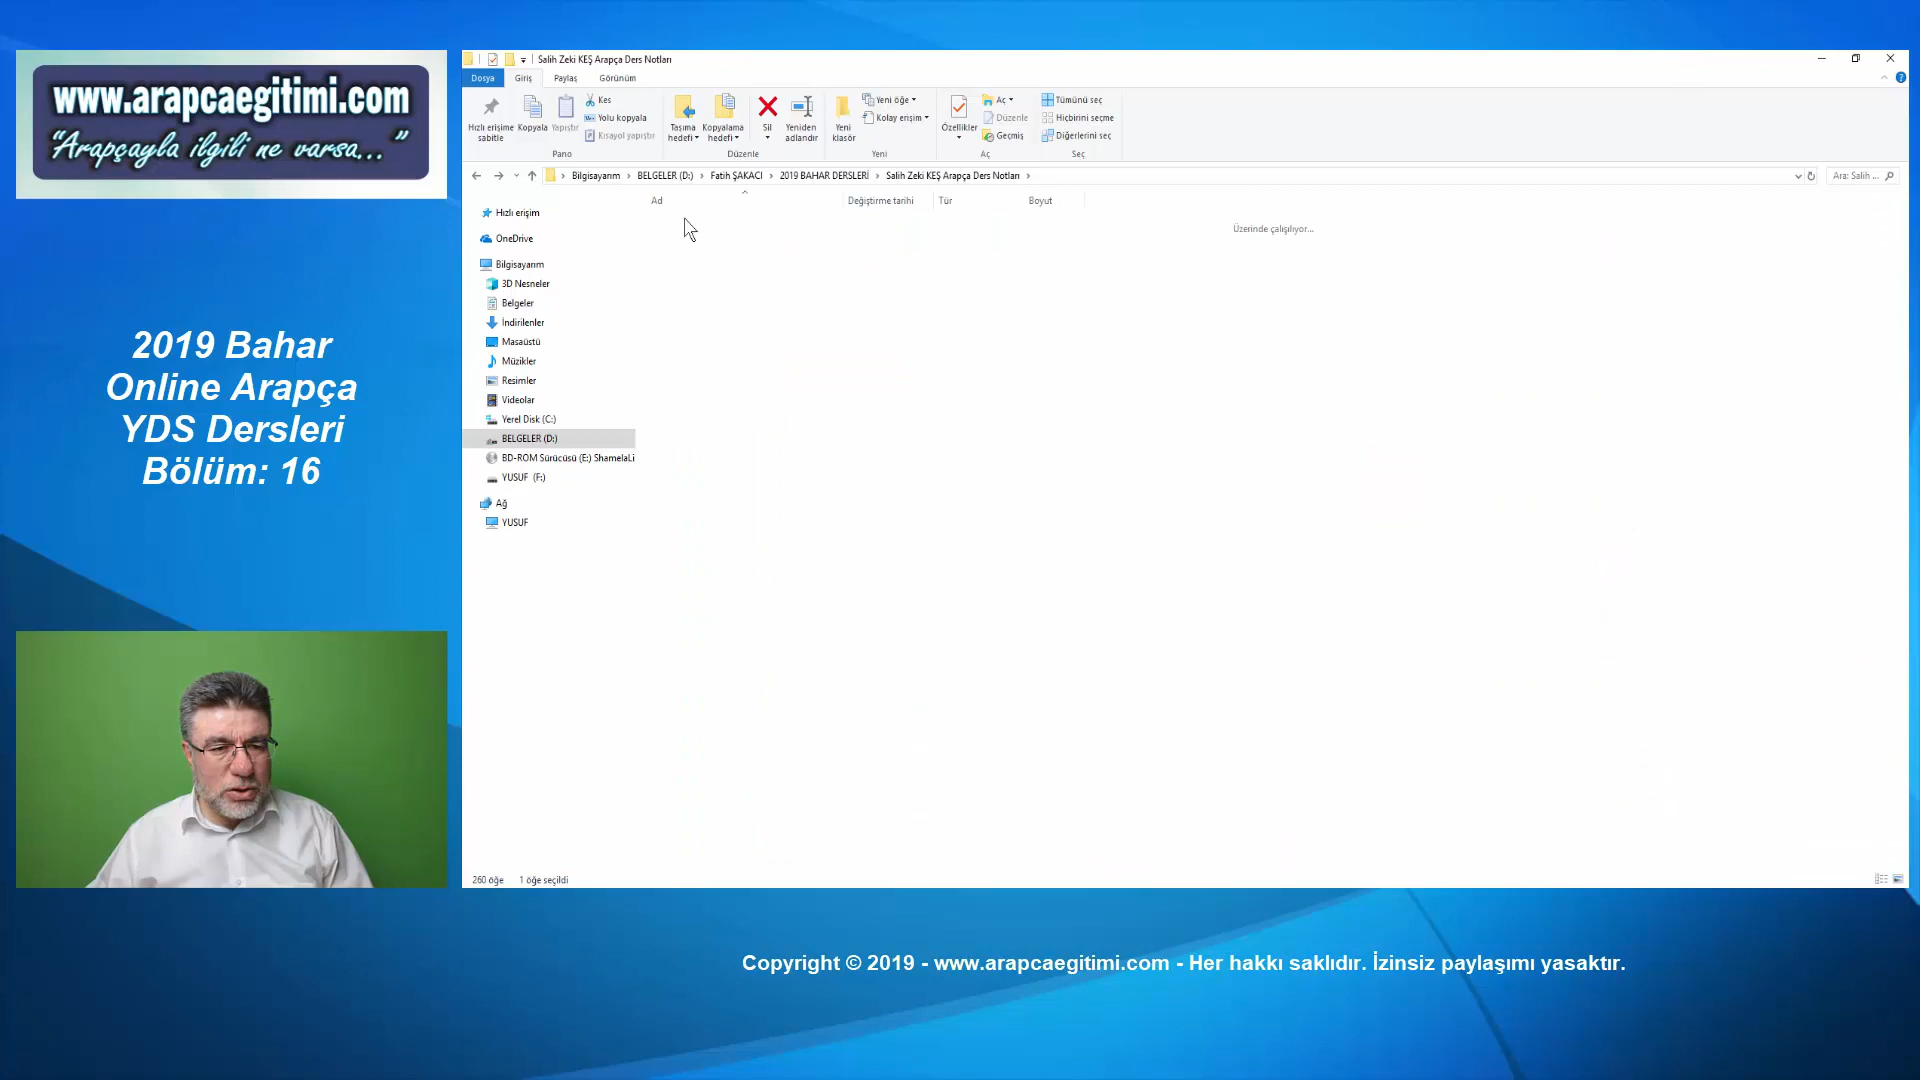 www.arapcaegitimi.com
"Arapçayla ilgili ne varsa..."
2019 Bahar
Online Arapça
YDS Dersleri
Bölüm: 16
Salih Zeki KEŞ Arapça Ders Notları
Dosya Giriş Paylaş Görünüm
Hızlı erişime sabitle
Kopyala
Yapıştır
Kes
Yolu kopyala
Kısayol yapıştır
Taşıma hedefi
Kopyalama hedefi
Sil
Yeniden adlandır
Yeni klasör
Yeni öğe
Kolay erişim
Özellikler
Aç
Düzenle
Geçmiş
Tümünü seç
Hiçbirini seçme
Diğerlerini seç
Pano Düzenle Yeni Aç Seç
Bilgisayarım > BELGELER (D:) > Fatih ŞAKACI > 2019 BAHAR DERSLERİ > Salih Zeki KEŞ Arapça Ders Notları >
Ara: Salih ...
Ad Değiştirme tarihi Tür Boyut
Üzerinde çalışılıyor...
Hızlı erişim
OneDrive
Bilgisayarım
3D Nesneler
Belgeler
İndirilenler
Masaüstü
Müzikler
Resimler
Videolar
Yerel Disk (C:)
BELGELER (D:)
BD-ROM Sürücüsü (E:) ShamelaLi
YUSUF (F:)
Ağ
YUSUF
260 öğe 1 öğe seçildi
Copyright © 2019 - www.arapcaegitimi.com - Her hakkı saklıdır. İzinsiz paylaşımı yasaktır.